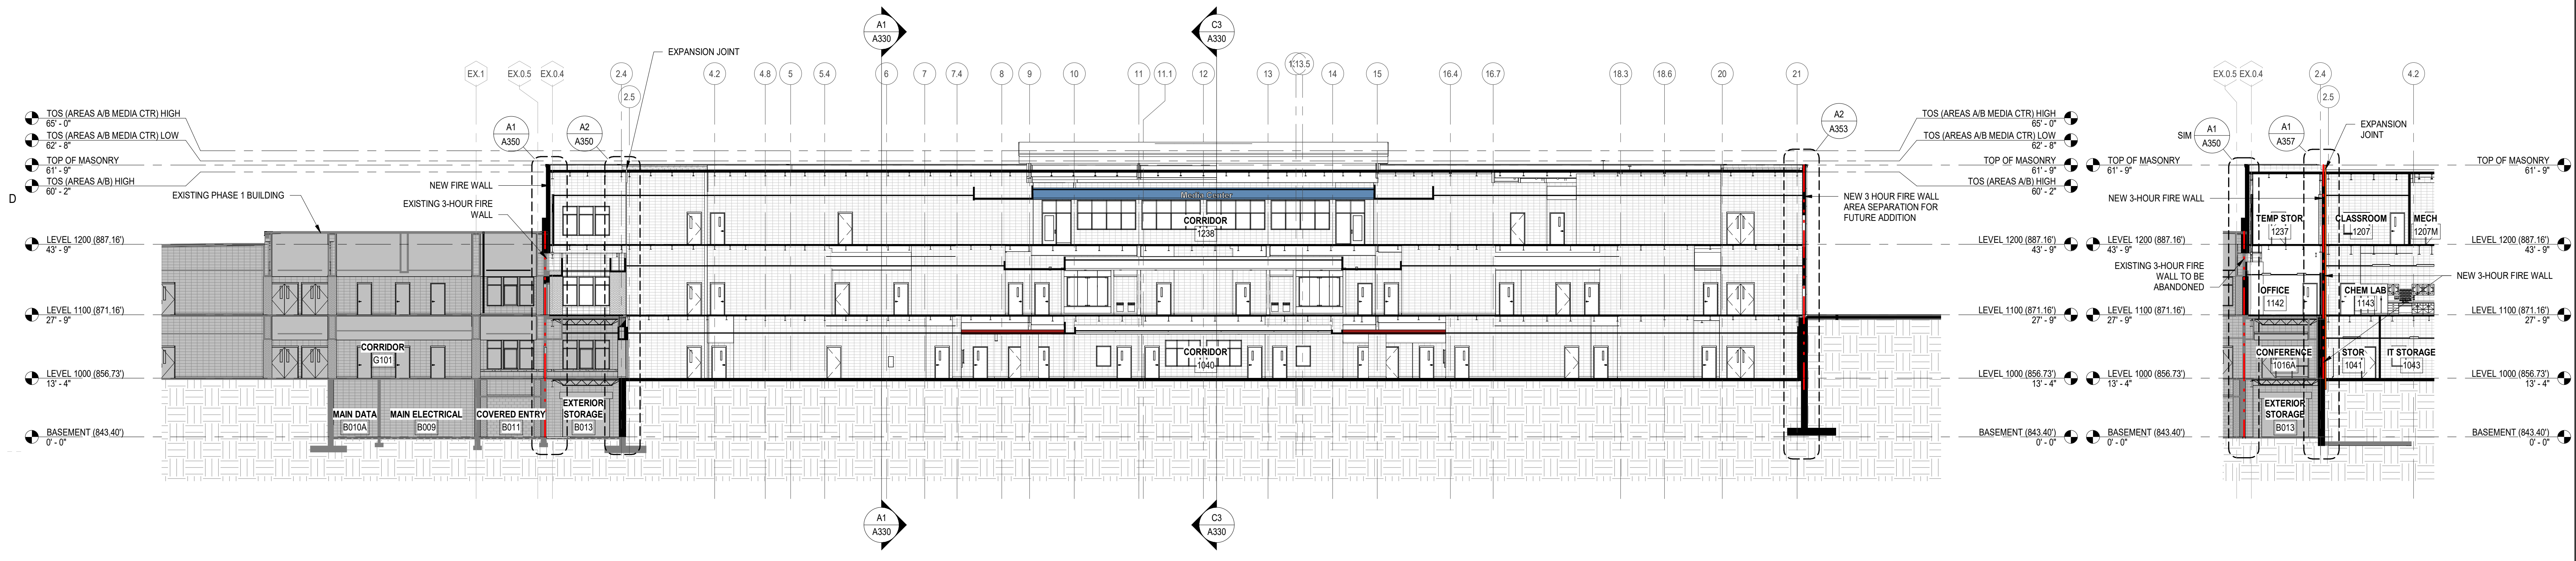 A1
A330
C3
A330
EXPANSION JOINT
EX.1
EX.0.5
EX.0.4
2.4
2.5
4.2
4.8
5
5.4
6
7
7.4
8
9
10
11
11.1
12
13
13.5
14
15
16.4
16.7
18.3
18.6
20
21
EX.0.5
EX.0.4
2.4
2.5
4.2
TOS (AREAS A/B MEDIA CTR) HIGH
65' - 0"
TOS (AREAS A/B MEDIA CTR) LOW
62' - 8"
TOP OF MASONRY
61' - 9"
TOS (AREAS A/B) HIGH
60' - 2"
D
EXISTING PHASE 1 BUILDING
A1
A350
A2
A350
NEW FIRE WALL
EXISTING 3-HOUR FIRE
WALL
LEVEL 1200 (887.16')
43' - 9"
LEVEL 1100 (871.16')
27' - 9"
LEVEL 1000 (856.73')
13' - 4"
BASEMENT (843.40')
0' - 0"
CORRIDOR
G101
MAIN DATA
B010A
MAIN ELECTRICAL
B009
COVERED ENTRY
B011
EXTERIOR
STORAGE
B013
Media Center
CORRIDOR
1238
CORRIDOR
1040
A1
A330
C3
A330
A2
A353
NEW 3 HOUR FIRE WALL
AREA SEPARATION FOR
FUTURE ADDITION
TOS (AREAS A/B MEDIA CTR) HIGH
65' - 0"
TOS (AREAS A/B MEDIA CTR) LOW
62' - 8"
TOP OF MASONRY
61' - 9"
TOS (AREAS A/B) HIGH
60' - 2"
LEVEL 1200 (887.16')
43' - 9"
LEVEL 1100 (871.16')
27' - 9"
LEVEL 1000 (856.73')
13' - 4"
BASEMENT (843.40')
0' - 0"
TOP OF MASONRY
61' - 9"
LEVEL 1200 (887.16')
43' - 9"
LEVEL 1100 (871.16')
27' - 9"
LEVEL 1000 (856.73')
13' - 4"
BASEMENT (843.40')
0' - 0"
SIM
A1
A350
A1
A357
EXPANSION
JOINT
NEW 3-HOUR FIRE WALL
EXISTING 3-HOUR FIRE
WALL TO BE
ABANDONED
NEW 3-HOUR FIRE WALL
TEMP STOR
1237
CLASSROOM
1207
MECH
1207M
OFFICE
1142
CHEM LAB
1143
CONFERENCE
1016A
STOR
1041
IT STORAGE
1043
EXTERIOR
STORAGE
B013
TOP OF MASONRY
61' - 9"
LEVEL 1200 (887.16')
43' - 9"
LEVEL 1100 (871.16')
27' - 9"
LEVEL 1000 (856.73')
13' - 4"
BASEMENT (843.40')
0' - 0"